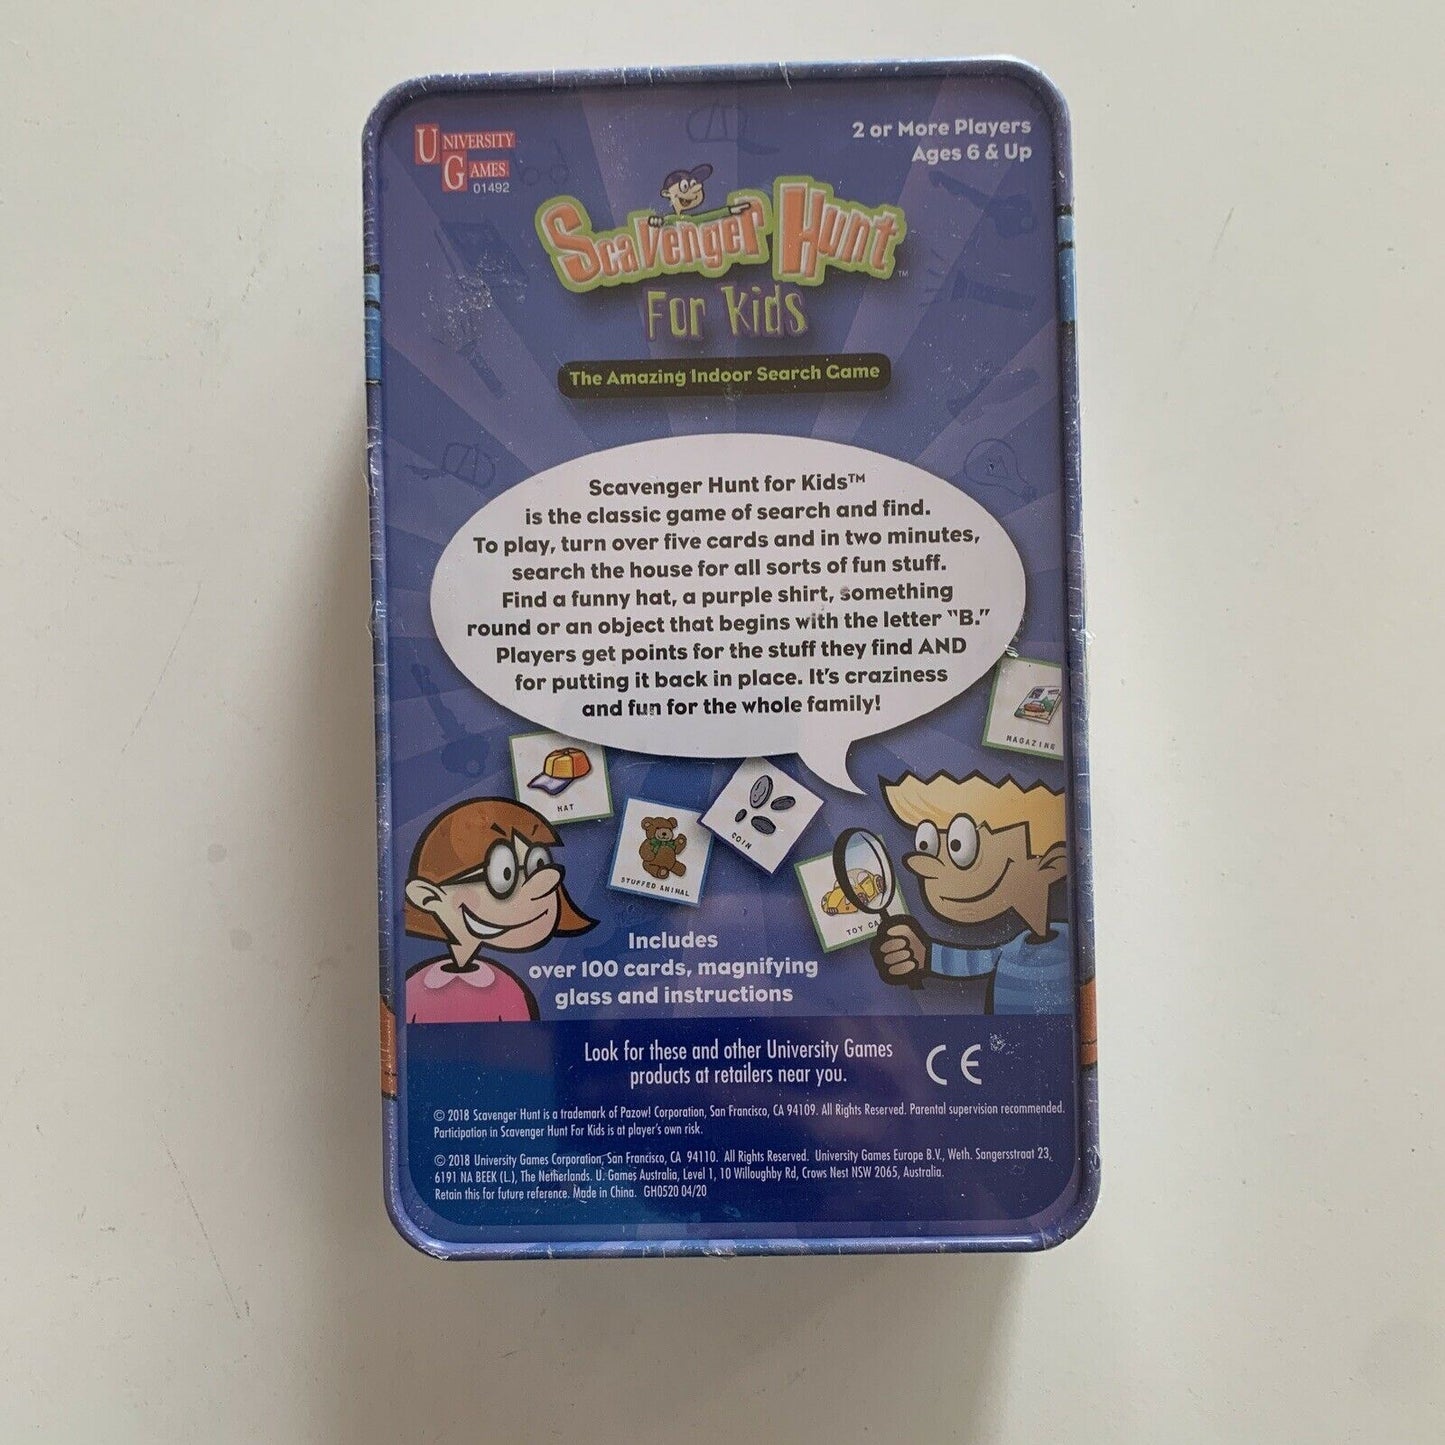 UNIVERSITY
GAMES
01492
2 or More Players
Ages 6 & Up
Scavenger Hunt™
For Kids
The Amazing Indoor Search Game
Scavenger Hunt for Kids™
is the classic game of search and find.
To play, turn over five cards and in two minutes,
search the house for all sorts of fun stuff.
Find a funny hat, a purple shirt, something
round or an object that begins with the letter “B.”
Players get points for the stuff they find AND
for putting it back in place. It’s craziness
and fun for the whole family!
MAGAZINE
HAT
STUFFED ANIMAL
COIN
TOY CA
Includes
over 100 cards, magnifying
glass and instructions
Look for these and other University Games
products at retailers near you.
CE
© 2018 Scavenger Hunt is a trademark of Pazow! Corporation, San Francisco, CA 94109. All Rights Reserved. Parental supervision recommended.
Participation in Scavenger Hunt For Kids is at player’s own risk.
© 2018 University Games Corporation, San Francisco, CA 94110. All Rights Reserved. University Games Europe B.V., Weth. Sangersstraat 23,
6191 NA BEEK (L.), The Netherlands. U. Games Australia, Level 1, 10 Willoughby Rd, Crows Nest NSW 2065, Australia.
Retain this for future reference. Made in China. GH0520 04/20